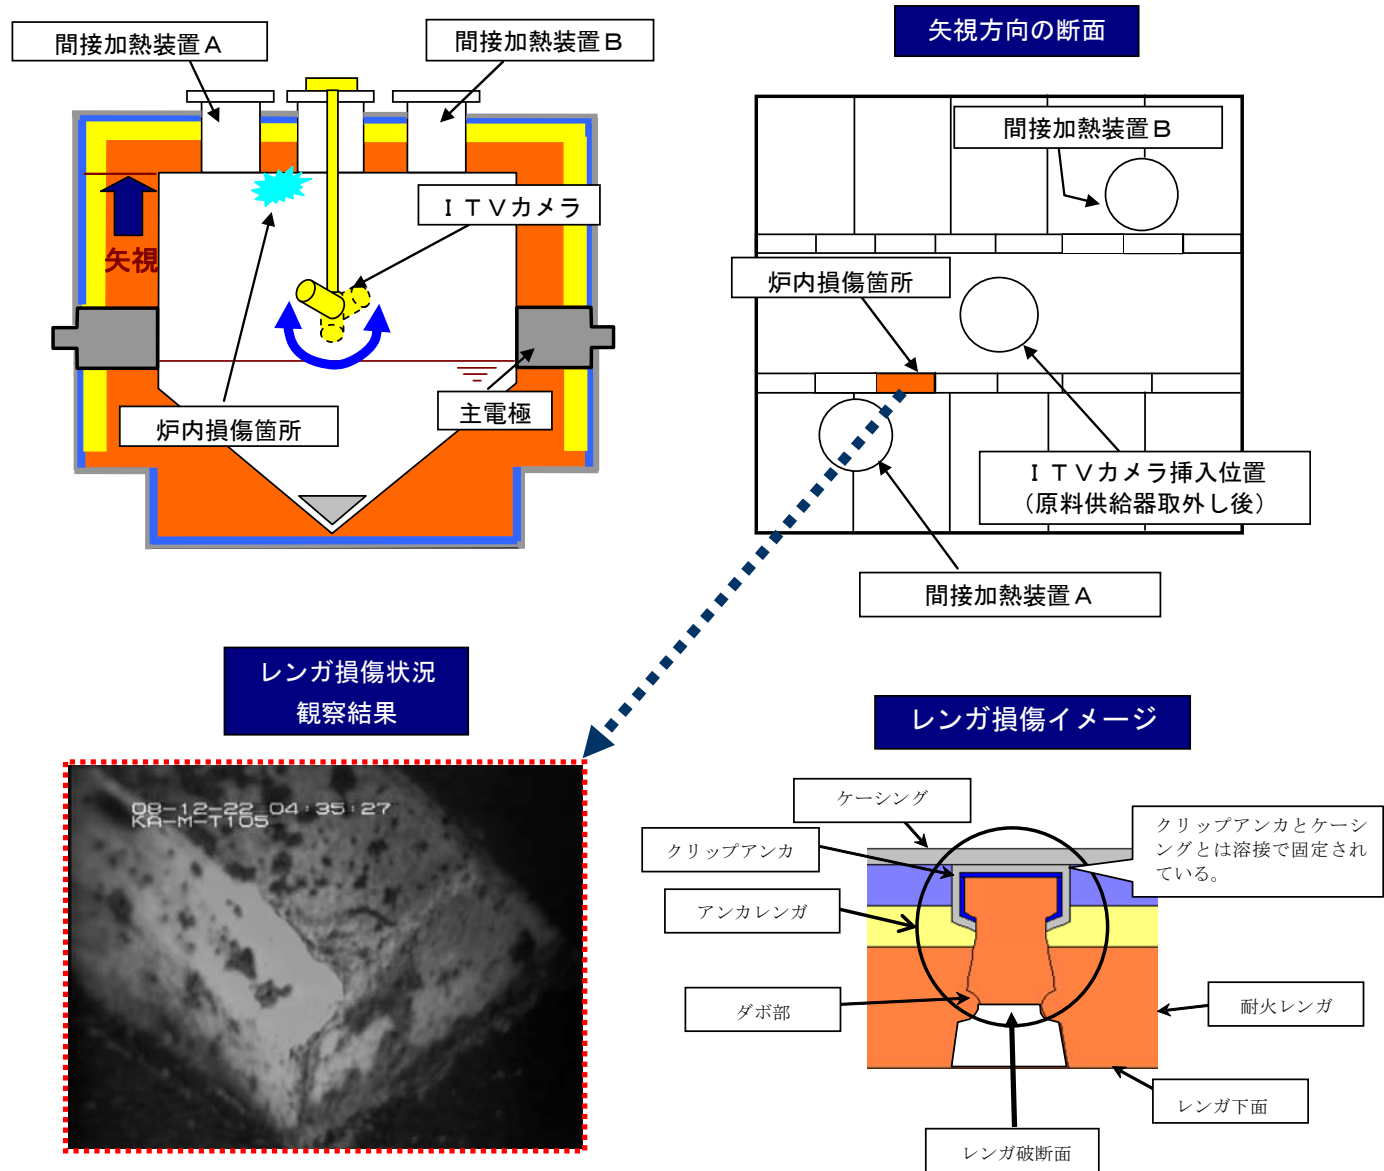 間接加熱装置A
間接加熱装置B
矢視方向の断面
間接加熱装置B
ITVカメラ
矢視
炉内損傷箇所
炉内損傷箇所
主電極
ITVカメラ挿入位置
（原料供給器取外し後）
間接加熱装置A
レンガ損傷状況
観察結果
レンガ損傷イメージ
08-12-22 04:35:27
KA-M-T105
ケーシング
クリップアンカとケーシ
ングとは溶接で固定され
ている。
クリップアンカ
アンカレンガ
ダボ部
耐火レンガ
レンガ下面
レンガ破断面